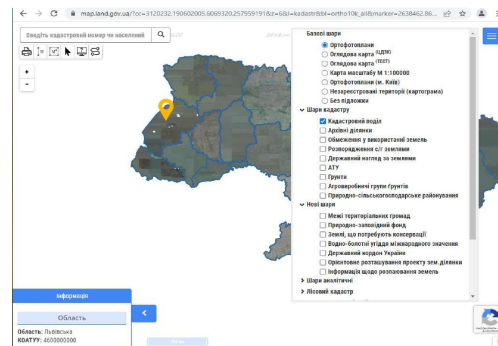 map.land.gov.ua/?cc=3120232.190602005,6069320.257959191&z=6&l=kadastr&bl=ortho10k_all&marker=2638462.86...
Введіть кадастровий номер чи населений
+
-
Базові шари
Ортофотоплани
Оглядова карта (ЦДЗК)
Оглядова карта (ТЕЕТ)
Карта масштабу М 1:100000
Ортофотоплани (м. Київ)
Незареєстровані території (картограма)
Без підложки
Шари кадастру
Кадастровий поділ
Архівні ділянки
Обмеження у використанні земель
Розпорядження с/г землями
Державний нагляд за землями
АТУ
Ґрунти
Агровиробничі групи ґрунтів
Природно-сільськогосподарське районування
Нові шари
Межі територіальних громад
Природно-заповідний фонд
Землі, що потребують консервації
Водно-болотні угіддя міжнародного значення
Державний кордон України
Орієнтовне розташування проекту зем.ділянки
Інформація щодо розпаювання земель
Шари аналітичні
Лісовий кадастр
Інформація
Область
Область: Львівська
КОАТУУ: 4600000000